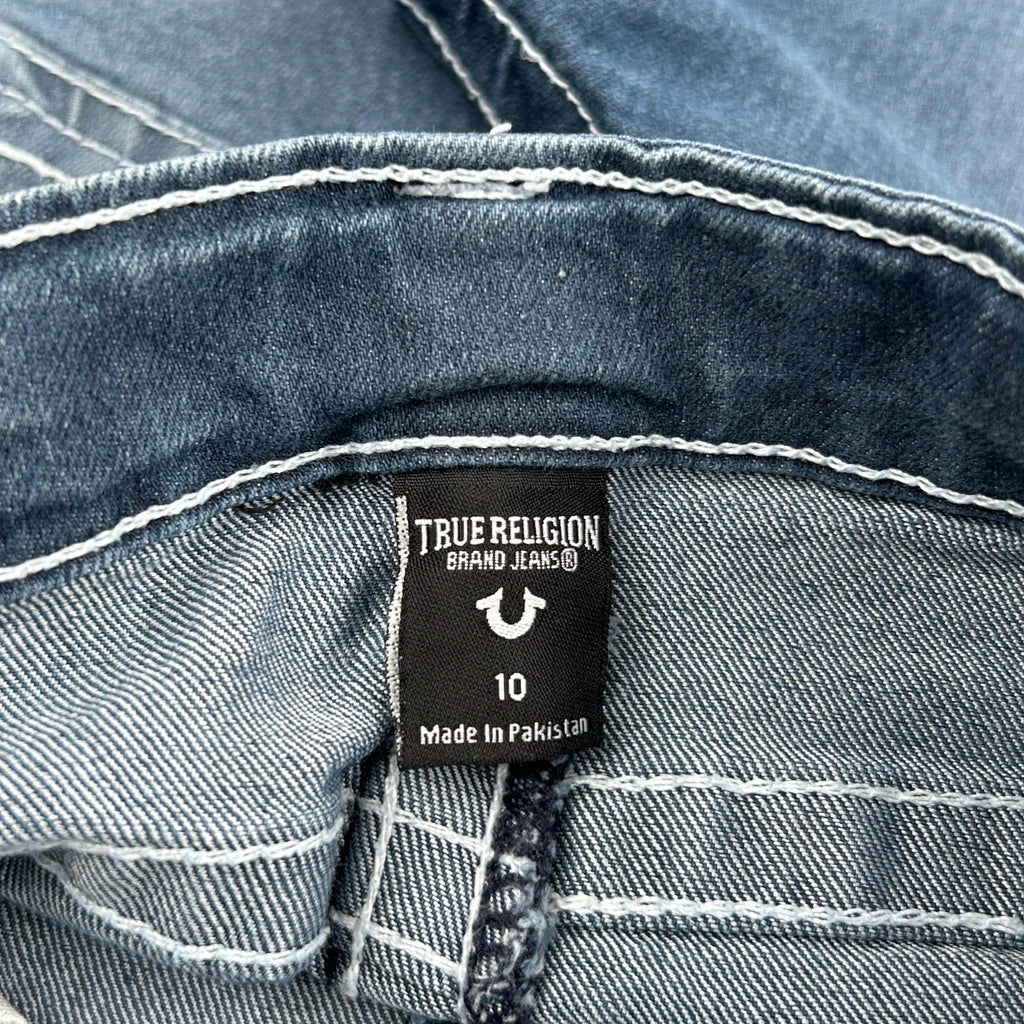 TRUE RELIGION
BRAND JEANS®
10
Made In Pakistan